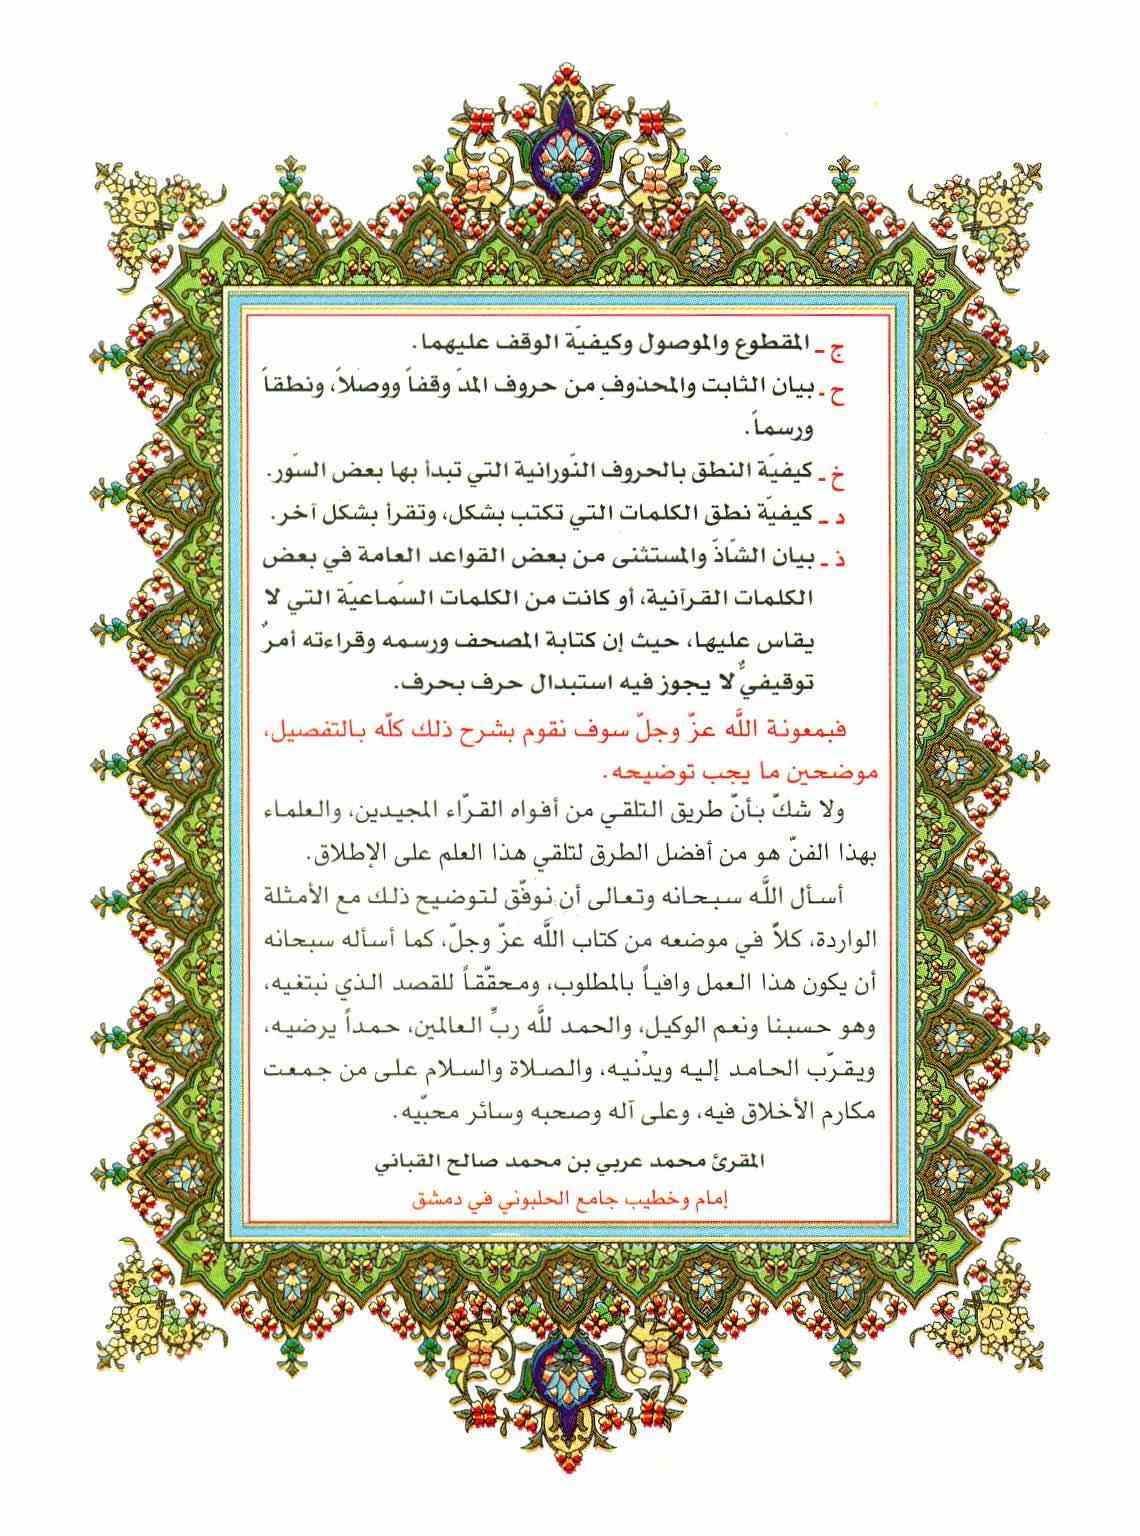 ج ـ المقطوع والموصول وكيفيّة الوقف عليهما.
ح ـ بيان الثابت والمحذوف من حروف المدّ وقفاً ووصلاً، ونطقاً
ورسماً.
خ ـ كيفيّة النطق بالحروف النّورانية التي تبدأ بها بعض السّور.
د ـ كيفيّة نطق الكلمات التي تكتب بشكل، وتقرأ بشكل آخر.
ذ ـ بيان الشّاذّ والمستثنى من بعض القواعد العامة في بعض
الكلمات القرآنية، أو كانت من الكلمات السّماعيّة التي لا
يقاس عليها، حيث إن كتابة المصحف ورسمه وقراءته أمرٌ
توقيفيٌّ لا يجوز فيه استبدال حرف بحرف.
فبمعونة اللَّه عزّ وجلّ سوف نقوم بشرح ذلك كلّه بالتفصيل،
موضحين ما يجب توضيحه.
ولا شكّ بأنّ طريق التلقي من أفواه القرّاء المجيدين، والعلماء
بهذا الفنّ هو من أفضل الطرق لتلقي هذا العلم على الإطلاق.
أسأل اللَّه سبحانه وتعالى أن نوفّق لتوضيح ذلك مع الأمثلة
الواردة، كلاً في موضعه من كتاب اللَّه عزّ وجلّ، كما أسأله سبحانه
أن يكون هذا العمل وافياً بالمطلوب، ومحقّقاً للقصد الذي نبتغيه،
وهو حسبنا ونعم الوكيل، والحمد للَّه ربِّ العالمين، حمداً يرضيه،
ويقرّب الحامد إليه ويدْنيه، والصلاة والسلام على من جمعت
مكارم الأخلاق فيه، وعلى آله وصحبه وسائر محبّيه.
المقرئ محمد عربي بن محمد صالح القباني
إمام وخطيب جامع الحلبوني في دمشق